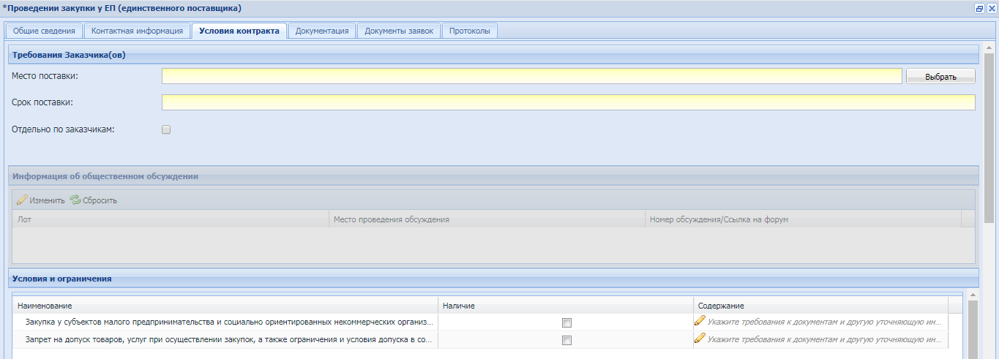 *Проведении закупки у ЕП (единственного поставщика)
Общие сведения Контактная информация Условия контракта Документация Документы заявок Протоколы
Требования Заказчика(ов)
Место поставки: Выбрать
Срок поставки:
Отдельно по заказчикам:
Информация об общественном обсуждении
Изменить Сбросить
Лот Место проведения обсуждения Номер обсуждения/Ссылка на форум
Условия и ограничения
Наименование Наличие Содержание
Закупка у субъектов малого предпринимательства и социально ориентированных некоммерческих организ... Укажите требования к документам и другую уточняющую ин...
Запрет на допуск товаров, услуг при осуществлении закупок, а также ограничения и условия допуска в со... Укажите требования к документам и другую уточняющую ин...